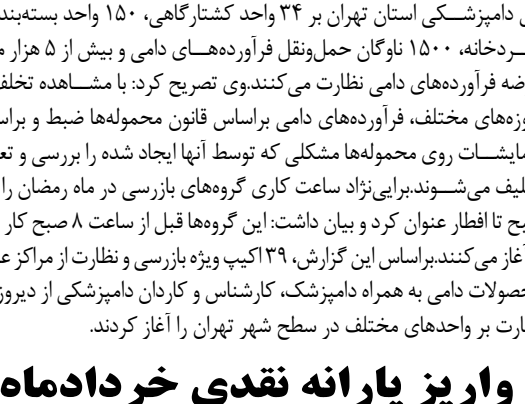 دامپزشکی استان تهران بر ۳۴ واحد کشتارگاهی، ۱۵۰ واحد بسته‌بند
ردخانه، ۱۵۰۰ ناوگان حمل‌ونقل فرآورده‌های دامی و بیش از ۵ هزار م
ضه فرآورده‌های دامی نظارت می‌کنند.وی تصریح کرد: با مشاهده تخلف
وزه‌های مختلف، فرآورده‌های دامی براساس قانون محموله‌ها ضبط و براس
مایشات روی محموله‌ها مشکلی که توسط آنها ایجاد شده را بررسی و تع
لیف می‌شوند.برایی‌نژاد ساعت کاری گروه‌های بازرسی در ماه رمضان را
بح تا افطار عنوان کرد و بیان داشت: این گروه‌ها قبل از ساعت ۸ صبح کار
آغاز می‌کنند.براساس این گزارش، ۳۹ اکیپ ویژه بازرسی و نظارت از مراکز ع
حصولات دامی به همراه دامپزشک، کارشناس و کاردان دامپزشکی از دیروز
ارت بر واحدهای مختلف در سطح شهر تهران را آغاز کردند.
واریز یارانه نقدی خردادماه